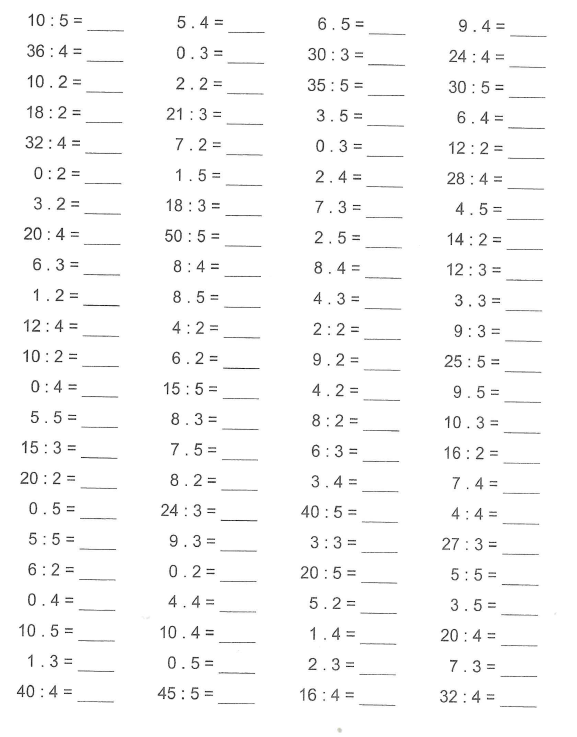 10 : 5 = ____ 5 . 4 = ____ 6 . 5 = ____ 9 . 4 = ____
36 : 4 = ____ 0 . 3 = ____ 30 : 3 = ____ 24 : 4 = ____
10 . 2 = ____ 2 . 2 = ____ 35 : 5 = ____ 30 : 5 = ____
18 : 2 = ____ 21 : 3 = ____ 3 . 5 = ____ 6 . 4 = ____
32 : 4 = ____ 7 . 2 = ____ 0 . 3 = ____ 12 : 2 = ____
0 : 2 = ____ 1 . 5 = ____ 2 . 4 = ____ 28 : 4 = ____
3 . 2 = ____ 18 : 3 = ____ 7 . 3 = ____ 4 . 5 = ____
20 : 4 = ____ 50 : 5 = ____ 2 . 5 = ____ 14 : 2 = ____
6 . 3 = ____ 8 : 4 = ____ 8 . 4 = ____ 12 : 3 = ____
1 . 2 = ____ 8 . 5 = ____ 4 . 3 = ____ 3 . 3 = ____
12 : 4 = ____ 4 : 2 = ____ 2 : 2 = ____ 9 : 3 = ____
10 : 2 = ____ 6 . 2 = ____ 9 . 2 = ____ 25 : 5 = ____
0 : 4 = ____ 15 : 5 = ____ 4 . 2 = ____ 9 . 5 = ____
5 . 5 = ____ 8 . 3 = ____ 8 : 2 = ____ 10 . 3 = ____
15 : 3 = ____ 7 . 5 = ____ 6 : 3 = ____ 16 : 2 = ____
20 : 2 = ____ 8 . 2 = ____ 3 . 4 = ____ 7 . 4 = ____
0 . 5 = ____ 24 : 3 = ____ 40 : 5 = ____ 4 : 4 = ____
5 : 5 = ____ 9 . 3 = ____ 3 : 3 = ____ 27 : 3 = ____
6 : 2 = ____ 0 . 2 = ____ 20 : 5 = ____ 5 : 5 = ____
0 . 4 = ____ 4 . 4 = ____ 5 . 2 = ____ 3 . 5 = ____
10 . 5 = ____ 10 . 4 = ____ 1 . 4 = ____ 20 : 4 = ____
1 . 3 = ____ 0 . 5 = ____ 2 . 3 = ____ 7 . 3 = ____
40 : 4 = ____ 45 : 5 = ____ 16 : 4 = ____ 32 : 4 = ____